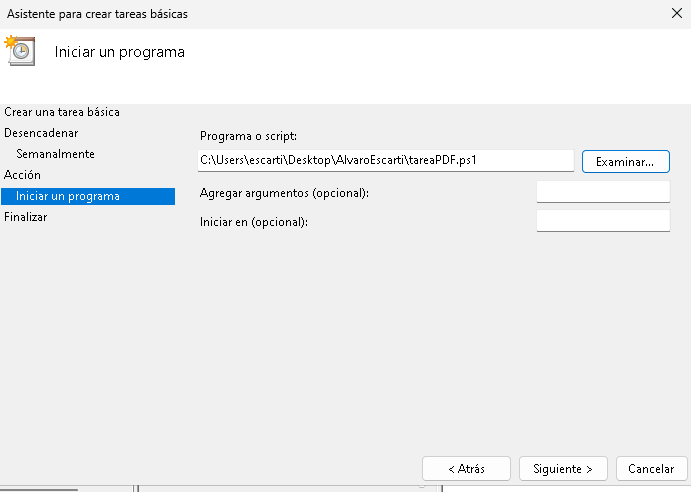 Asistente para crear tareas básicas
Iniciar un programa
Crear una tarea básica
Desencadenar
Semanalmente
Acción
Iniciar un programa
Finalizar
Programa o script:
C:\Users\escarti\Desktop\AlvaroEscarti\tareaPDF.ps1
Examinar...
Agregar argumentos (opcional):
Iniciar en (opcional):
< Atrás
Siguiente >
Cancelar